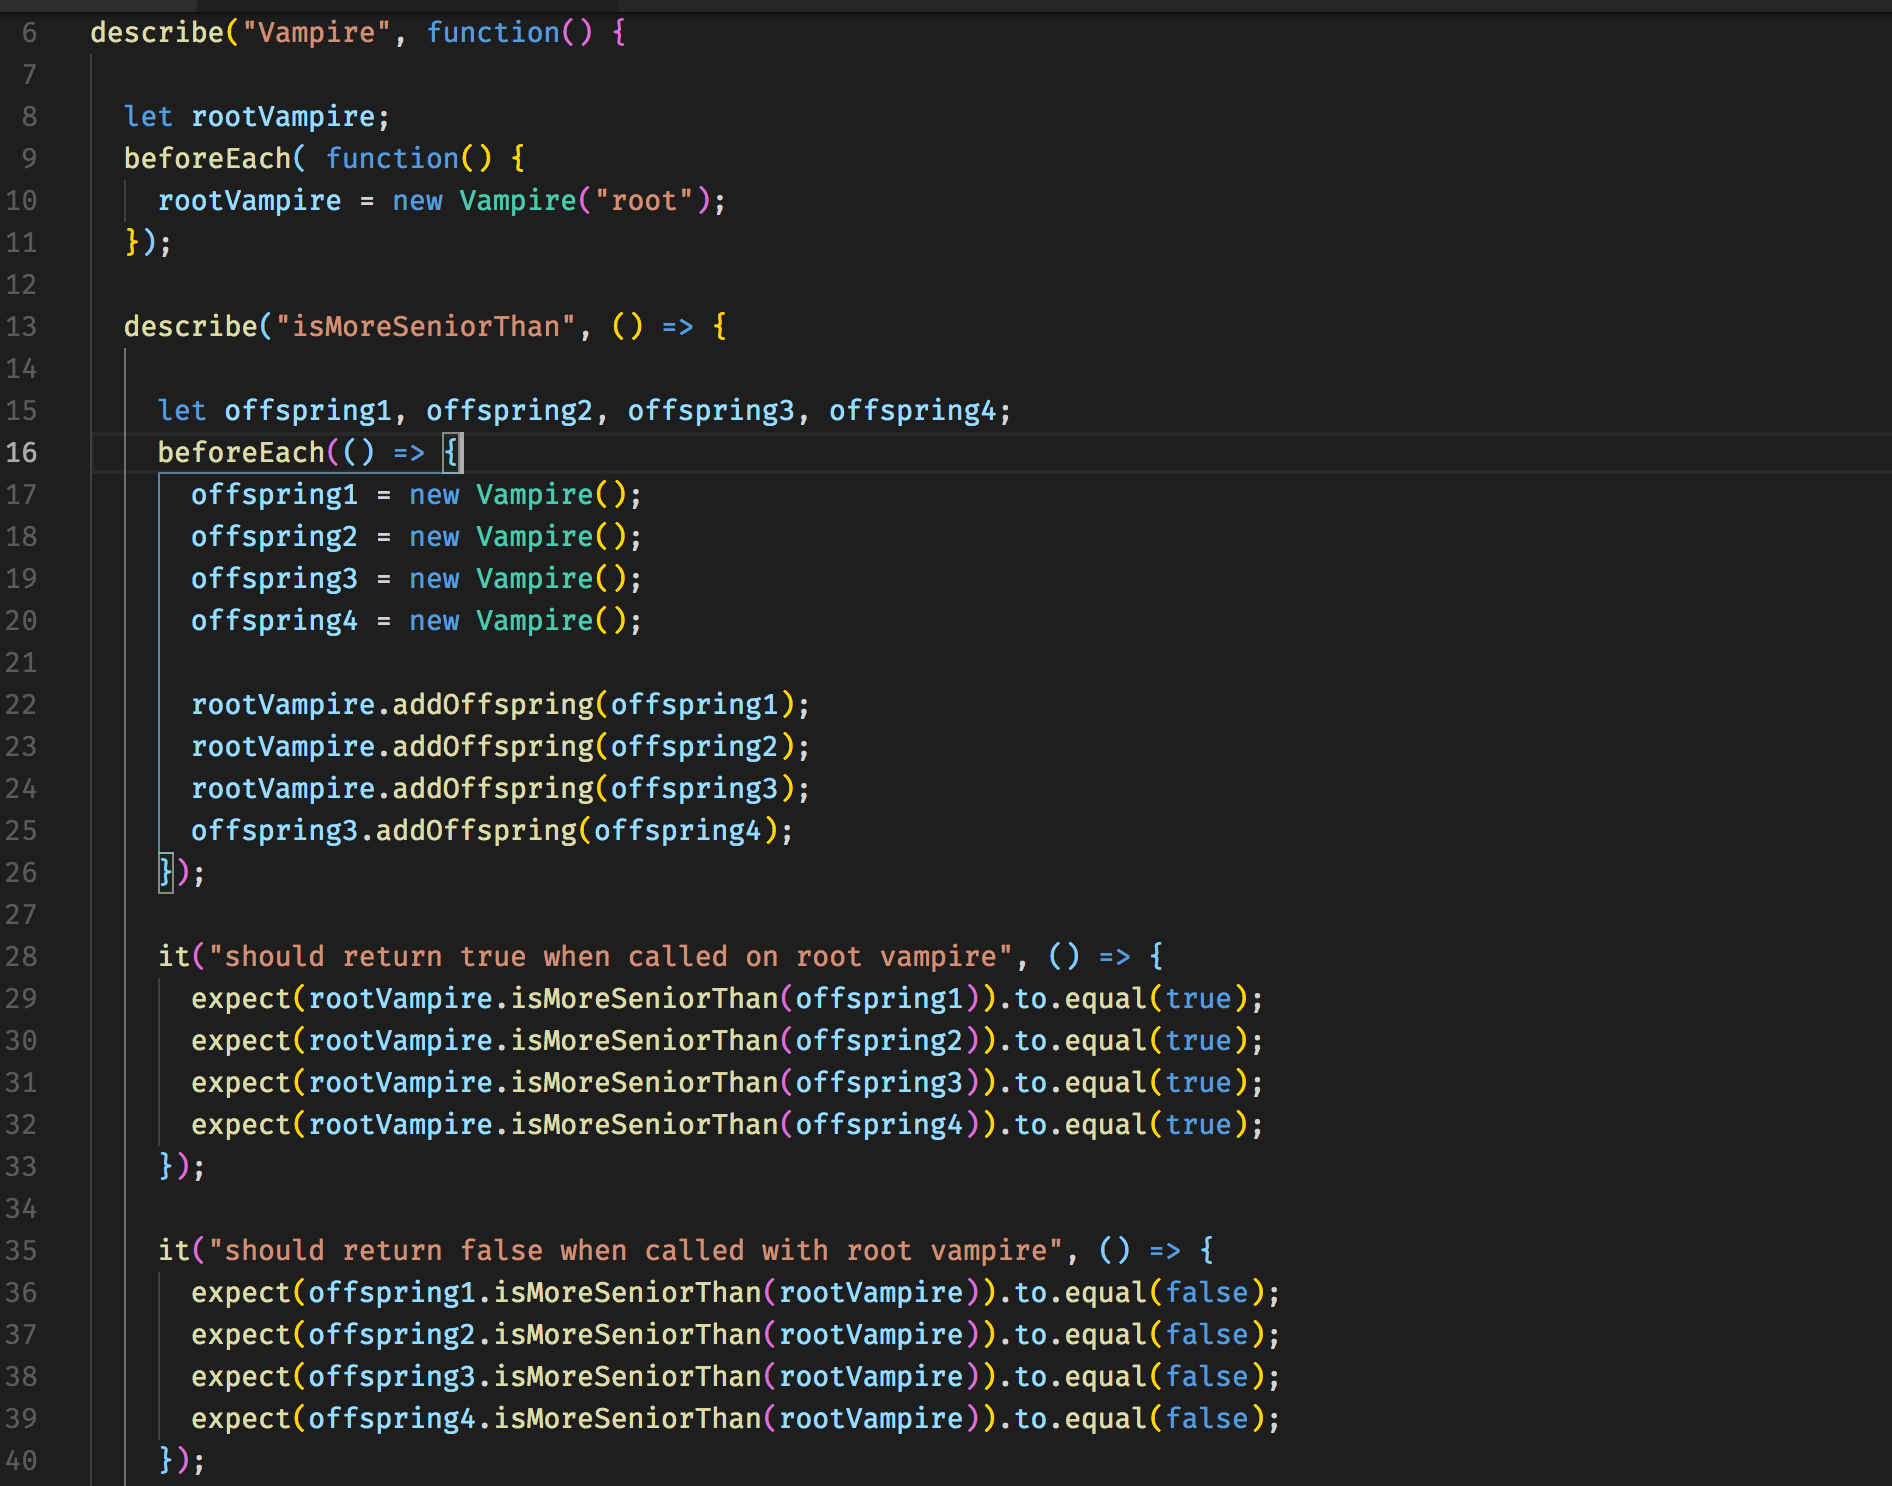 6 describe("Vampire", function() {
7
8 let rootVampire;
9 beforeEach( function() {
10 rootVampire = new Vampire("root");
11 });
12
13 describe("isMoreSeniorThan", () => {
14
15 let offspring1, offspring2, offspring3, offspring4;
16 beforeEach(() => {
17 offspring1 = new Vampire();
18 offspring2 = new Vampire();
19 offspring3 = new Vampire();
20 offspring4 = new Vampire();
21
22 rootVampire.addOffspring(offspring1);
23 rootVampire.addOffspring(offspring2);
24 rootVampire.addOffspring(offspring3);
25 offspring3.addOffspring(offspring4);
26 });
27
28 it("should return true when called on root vampire", () => {
29 expect(rootVampire.isMoreSeniorThan(offspring1)).to.equal(true);
30 expect(rootVampire.isMoreSeniorThan(offspring2)).to.equal(true);
31 expect(rootVampire.isMoreSeniorThan(offspring3)).to.equal(true);
32 expect(rootVampire.isMoreSeniorThan(offspring4)).to.equal(true);
33 });
34
35 it("should return false when called with root vampire", () => {
36 expect(offspring1.isMoreSeniorThan(rootVampire)).to.equal(false);
37 expect(offspring2.isMoreSeniorThan(rootVampire)).to.equal(false);
38 expect(offspring3.isMoreSeniorThan(rootVampire)).to.equal(false);
39 expect(offspring4.isMoreSeniorThan(rootVampire)).to.equal(false);
40 });